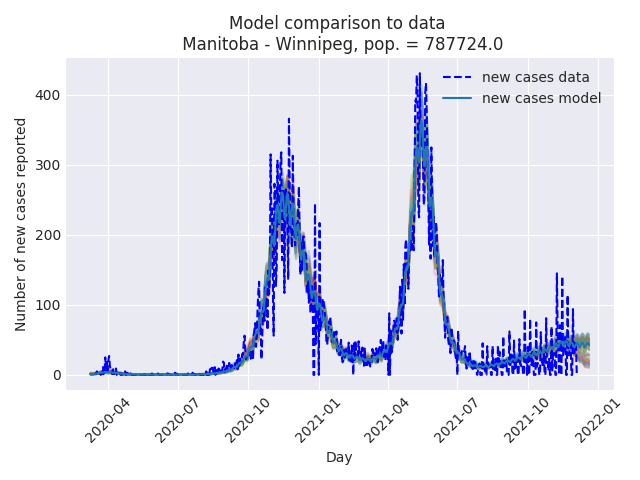 Model comparison to data
Manitoba - Winnipeg, pop. = 787724.0
new cases data
new cases model
Number of new cases reported
400
300
200
100
0
2020-04
2020-07
2020-10
2021-01
2021-04
2021-07
2021-10
2022-01
Day